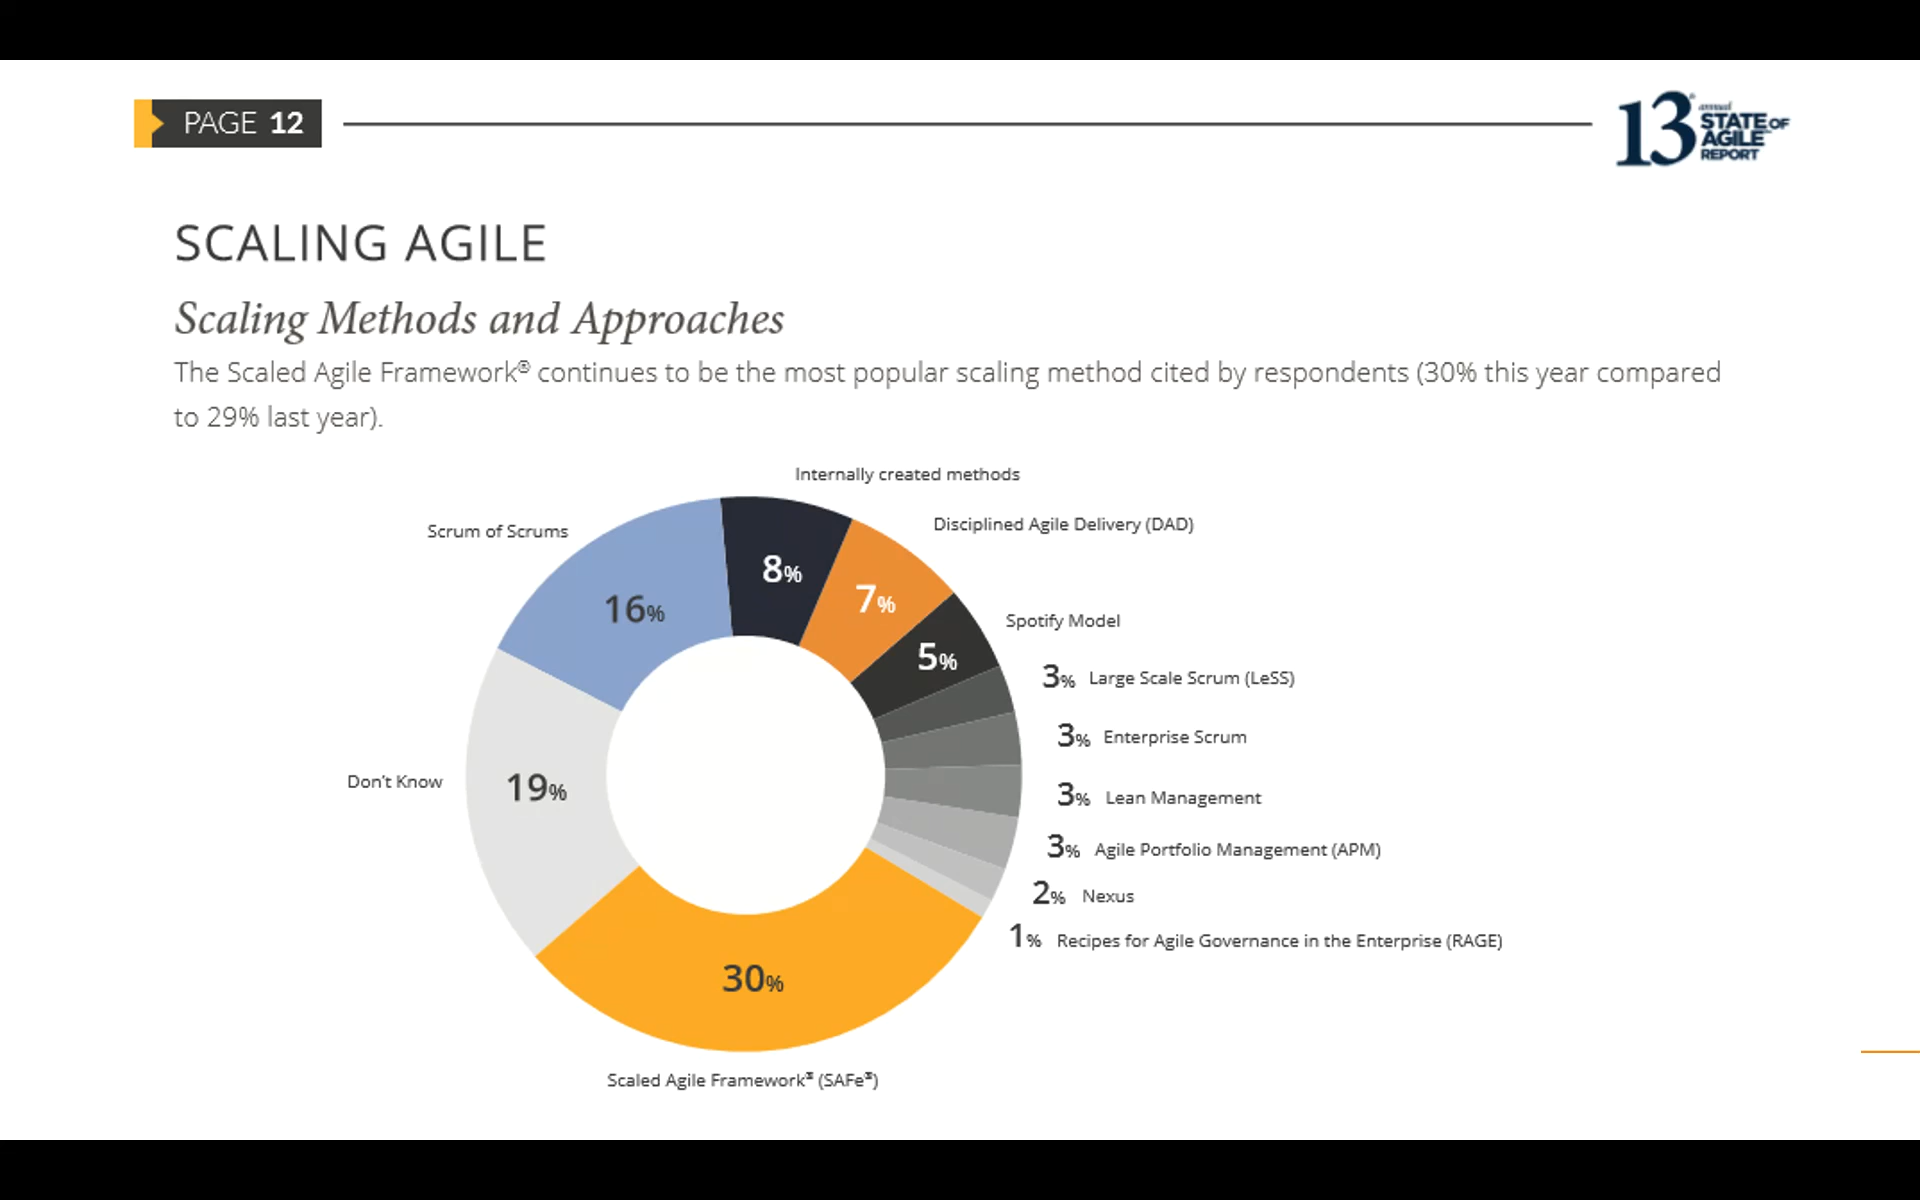 PAGE 12
13th annual STATE OF AGILE REPORT
SCALING AGILE
Scaling Methods and Approaches
The Scaled Agile Framework® continues to be the most popular scaling method cited by respondents (30% this year compared
to 29% last year).
Internally created methods
Disciplined Agile Delivery (DAD)
Scrum of Scrums
8%
7%
16%
Spotify Model
5%
3% Large Scale Scrum (LeSS)
3% Enterprise Scrum
Don't Know
19%
3% Lean Management
3% Agile Portfolio Management (APM)
2% Nexus
1% Recipes for Agile Governance in the Enterprise (RAGE)
30%
Scaled Agile Framework® (SAFe®)